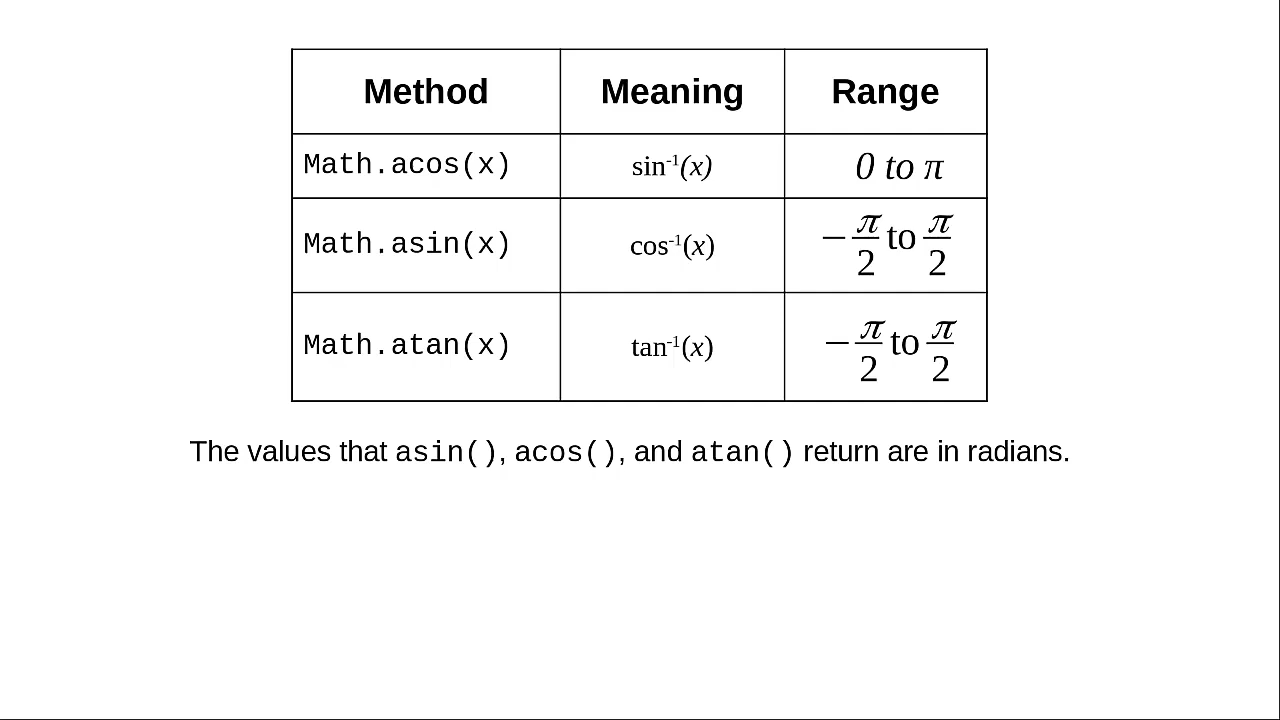 Method Meaning Range
Math.acos(x) sin⁻¹(x) 0 to π
Math.asin(x) cos⁻¹(x) −π/2 to π/2
Math.atan(x) tan⁻¹(x) −π/2 to π/2
The values that asin(), acos(), and atan() return are in radians.